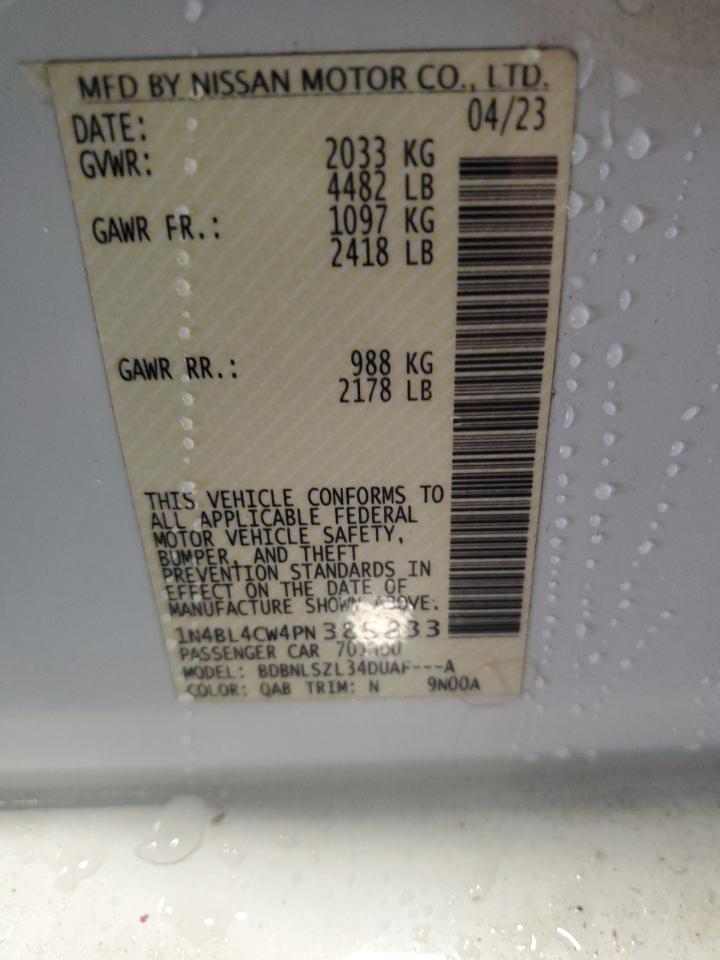 MFD BY NISSAN MOTOR CO., LTD.
DATE: 04/23
GVWR: 2033 KG
4482 LB
GAWR FR.: 1097 KG
2418 LB
GAWR RR.: 988 KG
2178 LB
THIS VEHICLE CONFORMS TO
ALL APPLICABLE FEDERAL
MOTOR VEHICLE SAFETY,
BUMPER, AND THEFT
PREVENTION STANDARDS IN
EFFECT ON THE DATE OF
MANUFACTURE SHOWN ABOVE.
PASSENGER CAR
MODEL: BDBNLSZL34DUAF---A
COLOR: QAB TRIM: N 9N00A